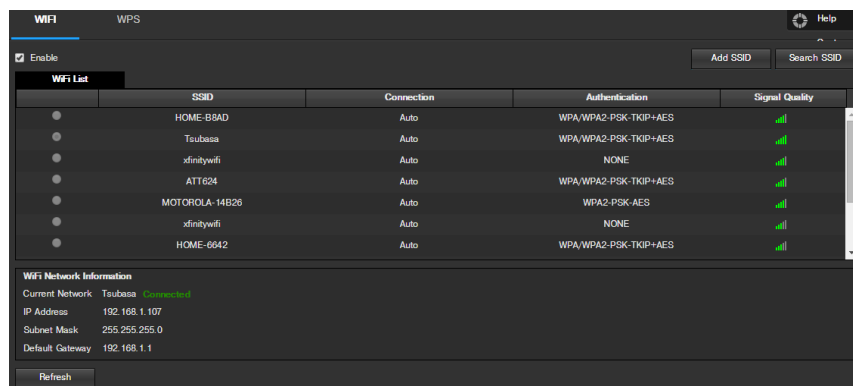 WIFI WPS Help
Enable Add SSID Search SSID
WiFi List
SSID Connection Authentication Signal Quality
HOME-B8AD Auto WPA/WPA2-PSK-TKIP+AES
Tsubasa Auto WPA/WPA2-PSK-TKIP+AES
xfinitywifi Auto NONE
ATT624 Auto WPA/WPA2-PSK-TKIP+AES
MOTOROLA-14B26 Auto WPA2-PSK-AES
xfinitywifi Auto NONE
HOME-6642 Auto WPA/WPA2-PSK-TKIP+AES
WiFi Network Information
Current Network Tsubasa Connected
IP Address 192.168.1.107
Subnet Mask 255.255.255.0
Default Gateway 192.168.1.1
Refresh